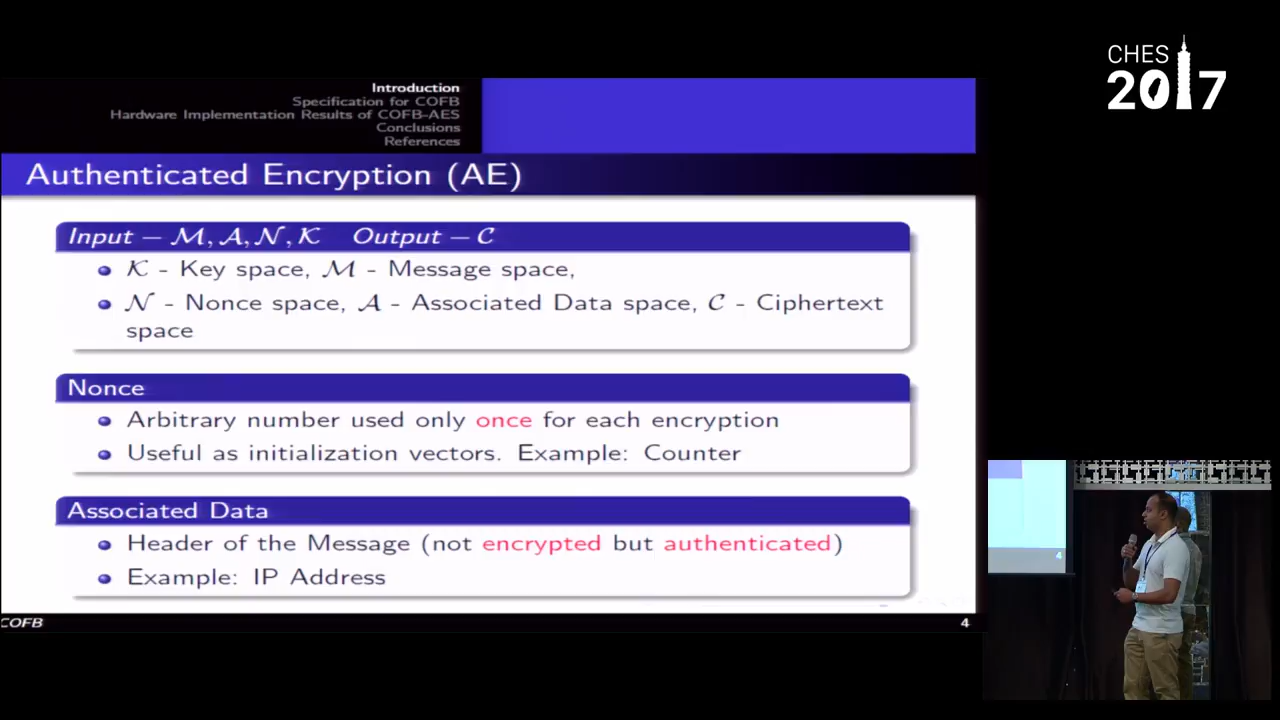 CHES
2017
Introduction
Specification for COFB
Hardware Implementation Results of COFB-AES
Conclusions
References
Authenticated Encryption (AE)
Input – 𝓜, 𝓐, 𝓝, 𝓚 Output – 𝓒
𝓚 - Key space, 𝓜 - Message space,
𝓝 - Nonce space, 𝓐 - Associated Data space, 𝓒 - Ciphertext
space
Nonce
Arbitrary number used only once for each encryption
Useful as initialization vectors. Example: Counter
Associated Data
Header of the Message (not encrypted but authenticated)
Example: IP Address
COFB
4
4